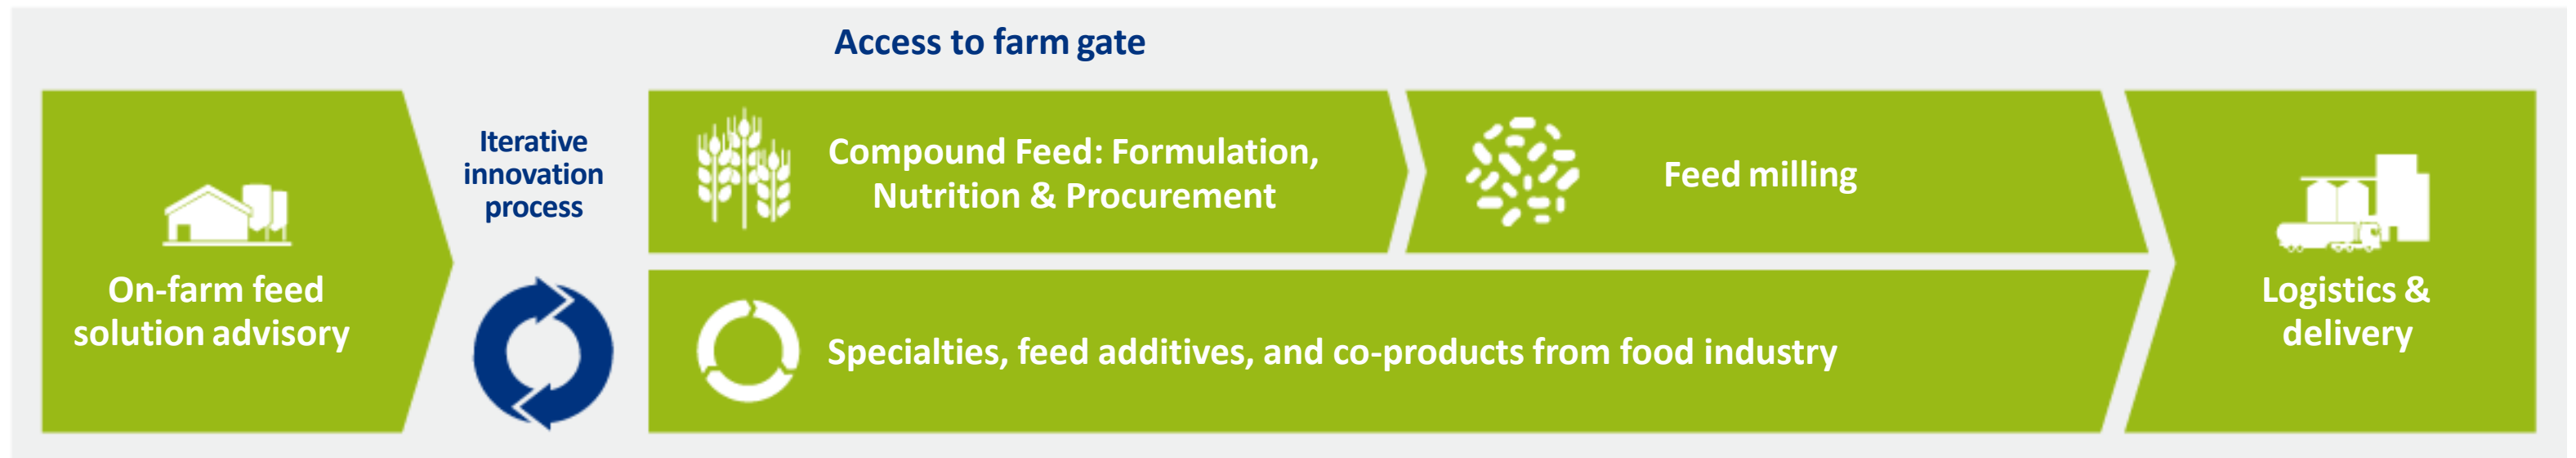 Access to farm gate
On-farm feed
solution advisory
Iterative
innovation
process
Compound Feed: Formulation,
Nutrition & Procurement
Feed milling
Specialties, feed additives, and co-products from food industry
Logistics &
delivery